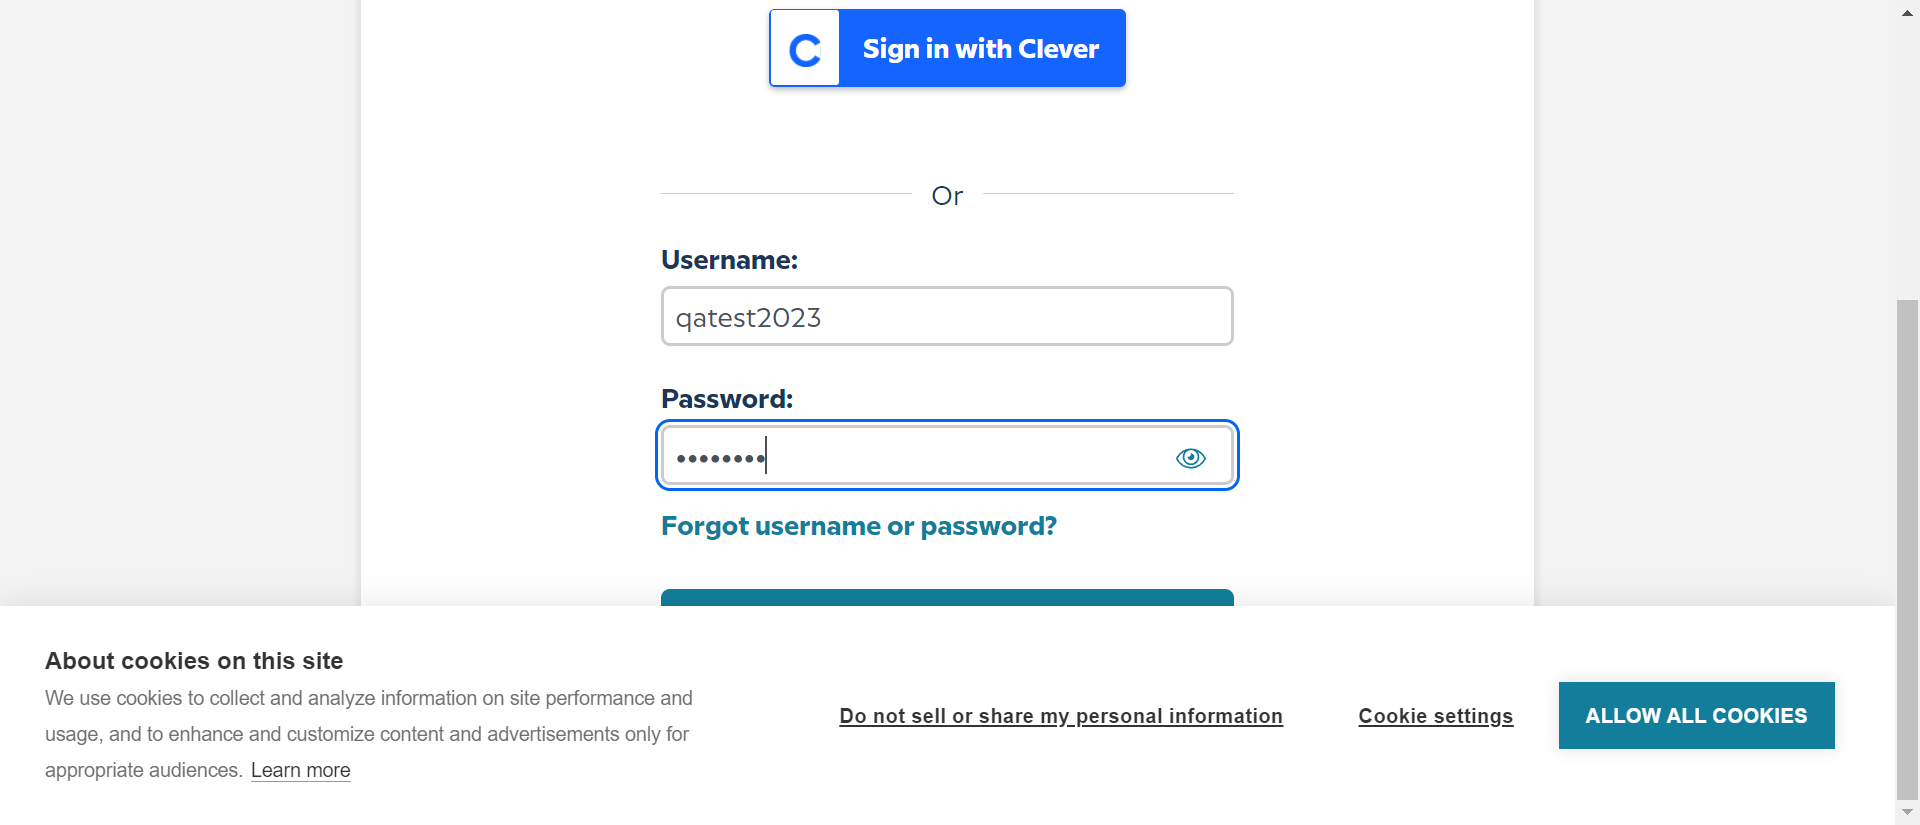 Sign in with Clever
Or
Username:
qatest2023
Password:
••••••••
Forgot username or password?
About cookies on this site
We use cookies to collect and analyze information on site performance and
usage, and to enhance and customize content and advertisements only for
appropriate audiences. Learn more
Do not sell or share my personal information
Cookie settings
ALLOW ALL COOKIES